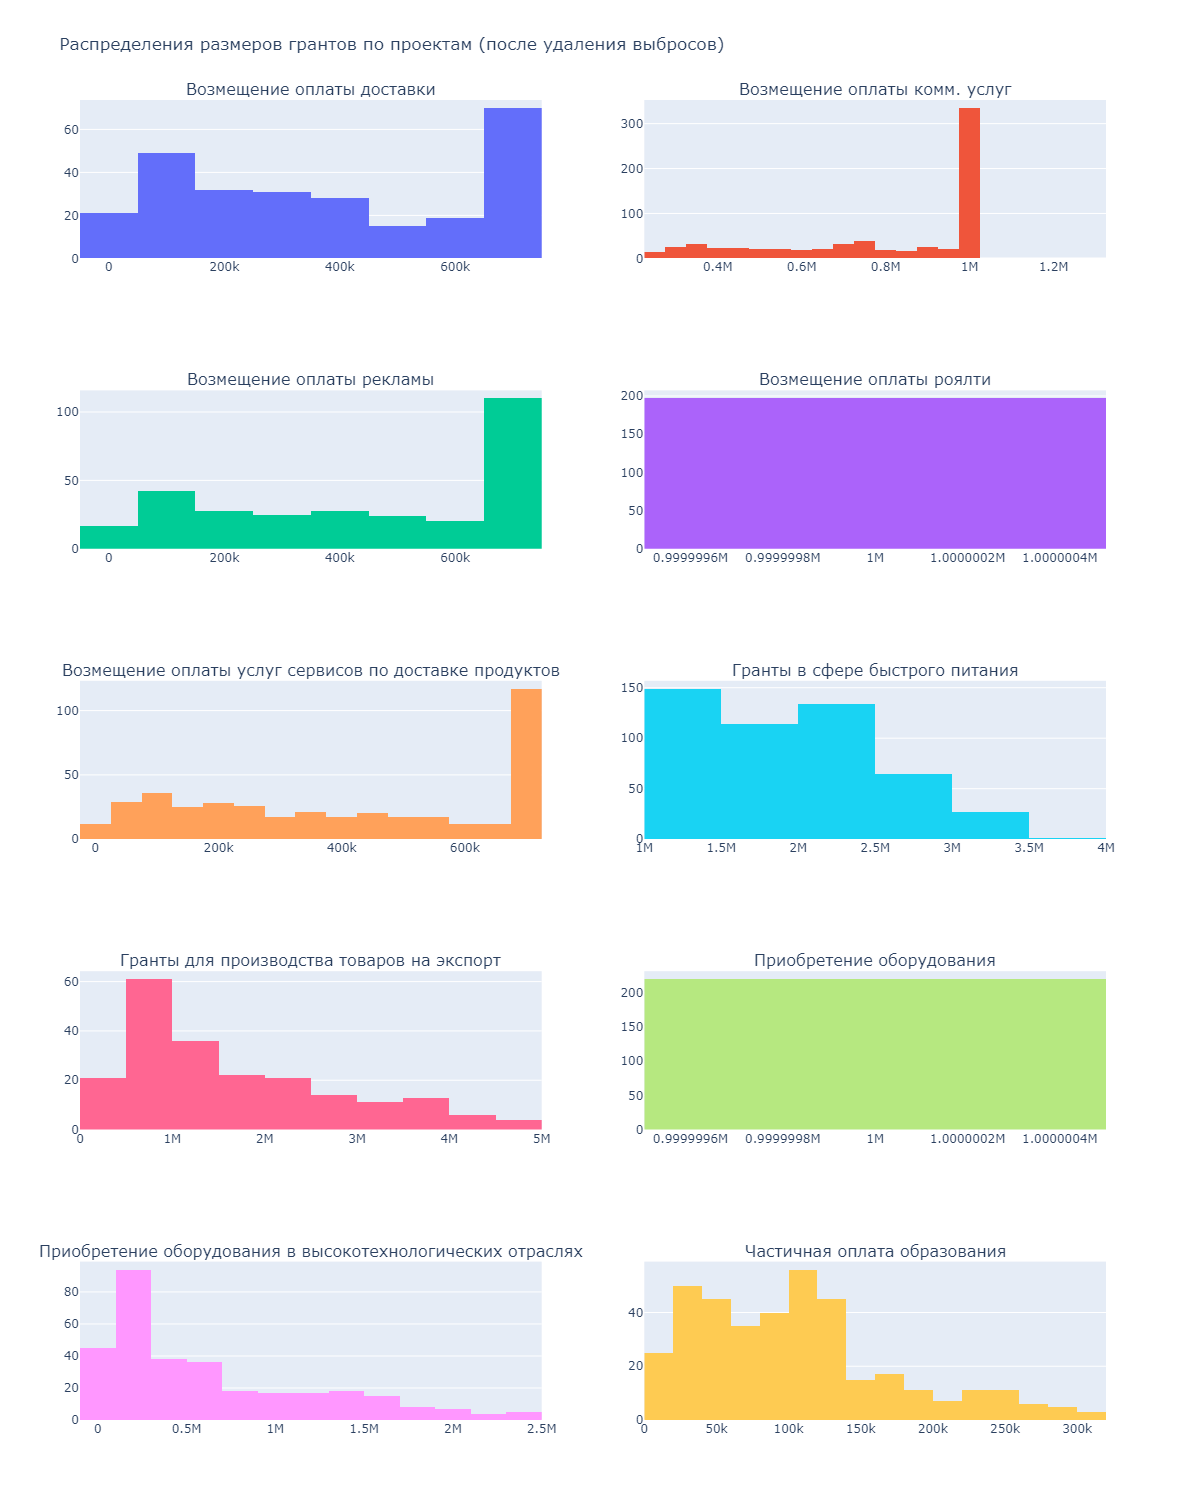 Распределения размеров грантов по проектам (после удаления выбросов)
Возмещение оплаты доставки
60
40
20
0
0 200k 400k 600k
Возмещение оплаты комм. услуг
300
200
100
0
0.4M 0.6M 0.8M 1M 1.2M
Возмещение оплаты рекламы
100
50
0
0 200k 400k 600k
Возмещение оплаты роялти
200
150
100
50
0
0.9999996M 0.9999998M 1M 1.0000002M 1.0000004M
Возмещение оплаты услуг сервисов по доставке продуктов
100
50
0
0 200k 400k 600k
Гранты в сфере быстрого питания
150
100
50
0
1M 1.5M 2M 2.5M 3M 3.5M 4M
Гранты для производства товаров на экспорт
60
40
20
0
0 1M 2M 3M 4M 5M
Приобретение оборудования
200
150
100
50
0
0.9999996M 0.9999998M 1M 1.0000002M 1.0000004M
Приобретение оборудования в высокотехнологических отраслях
80
60
40
20
0
0 0.5M 1M 1.5M 2M 2.5M
Частичная оплата образования
40
20
0
0 50k 100k 150k 200k 250k 300k